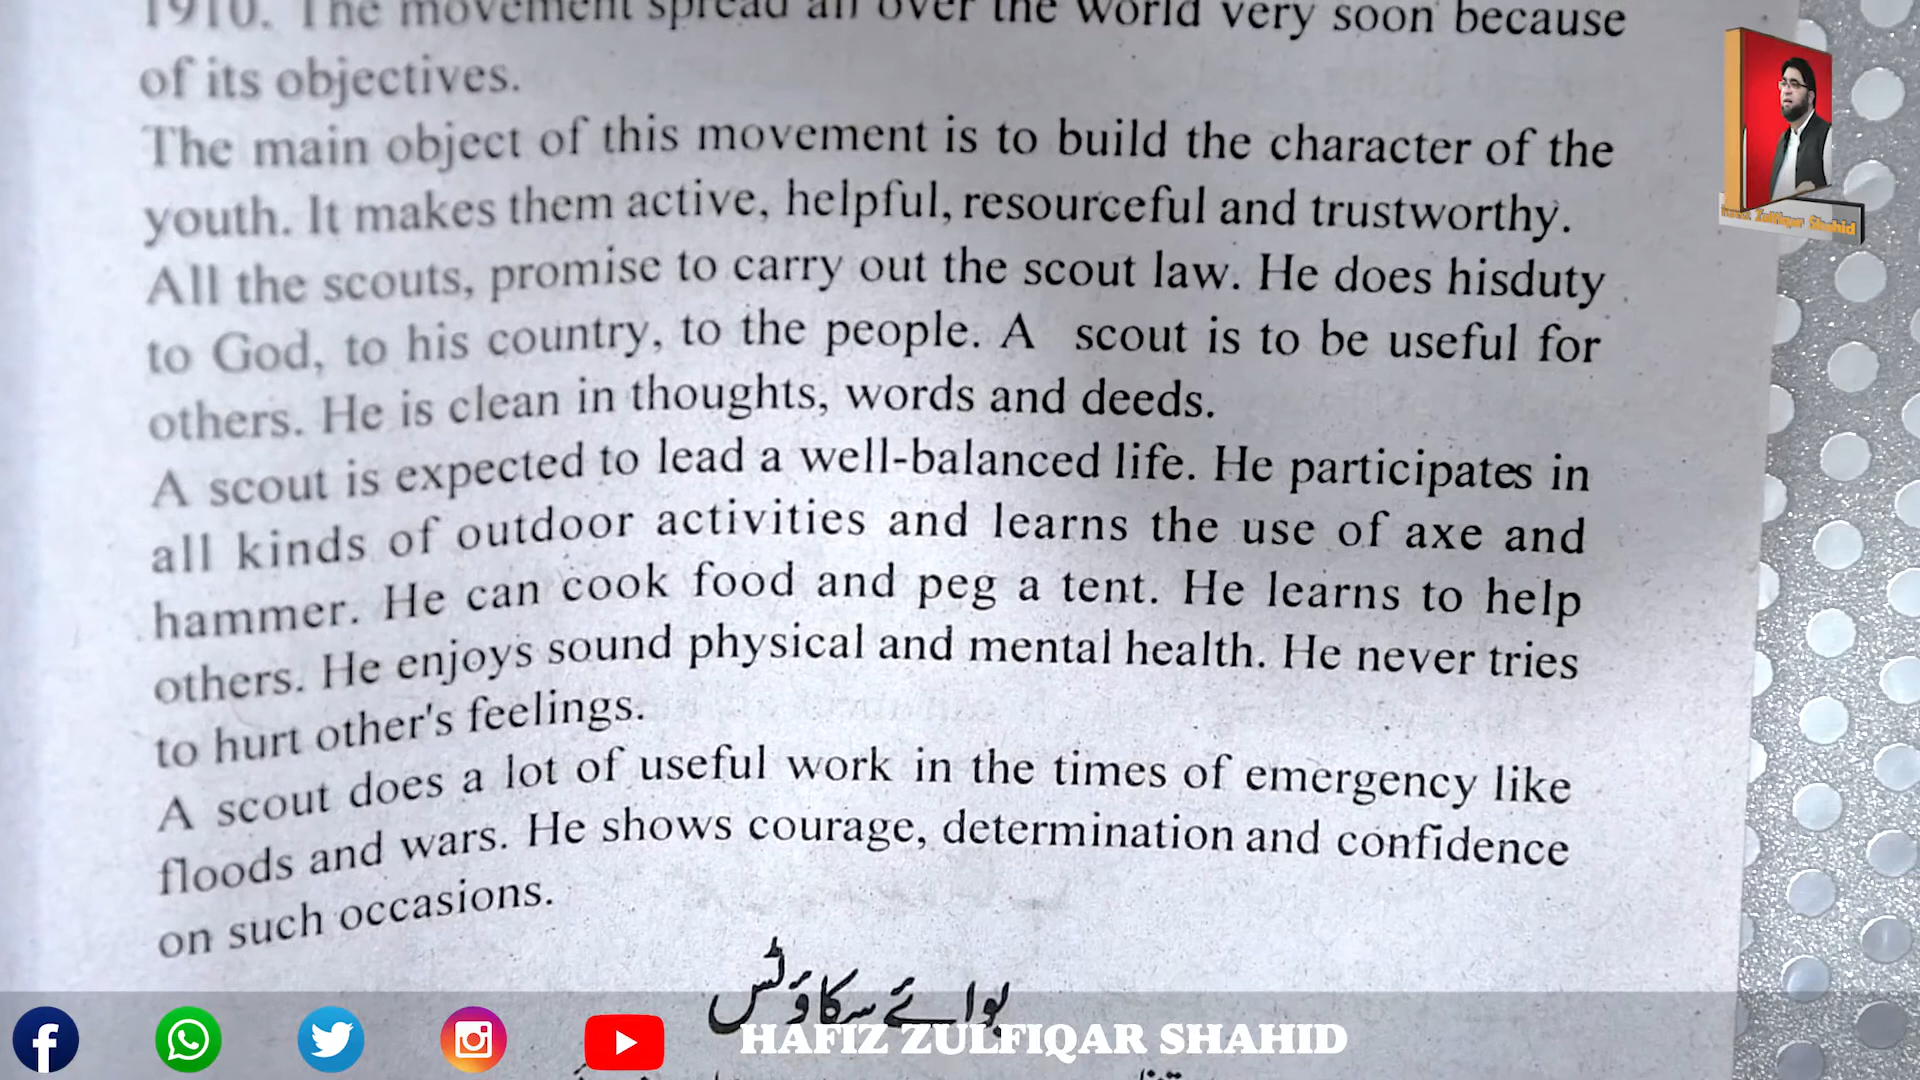 1910. The movement spread all over the world very soon because
of its objectives.
The main object of this movement is to build the character of the
youth. It makes them active, helpful, resourceful and trustworthy.
All the scouts, promise to carry out the scout law. He does hisduty
to God, to his country, to the people. A scout is to be useful for
others. He is clean in thoughts, words and deeds.
A scout is expected to lead a well-balanced life. He participates in
all kinds of outdoor activities and learns the use of axe and
hammer. He can cook food and peg a tent. He learns to help
others. He enjoys sound physical and mental health. He never tries
to hurt other's feelings.
A scout does a lot of useful work in the times of emergency like
floods and wars. He shows courage, determination and confidence
on such occasions.
بوائے سکاؤٹس
HAFIZ ZULFIQAR SHAHID
Hafiz Zulfiqar Shahid